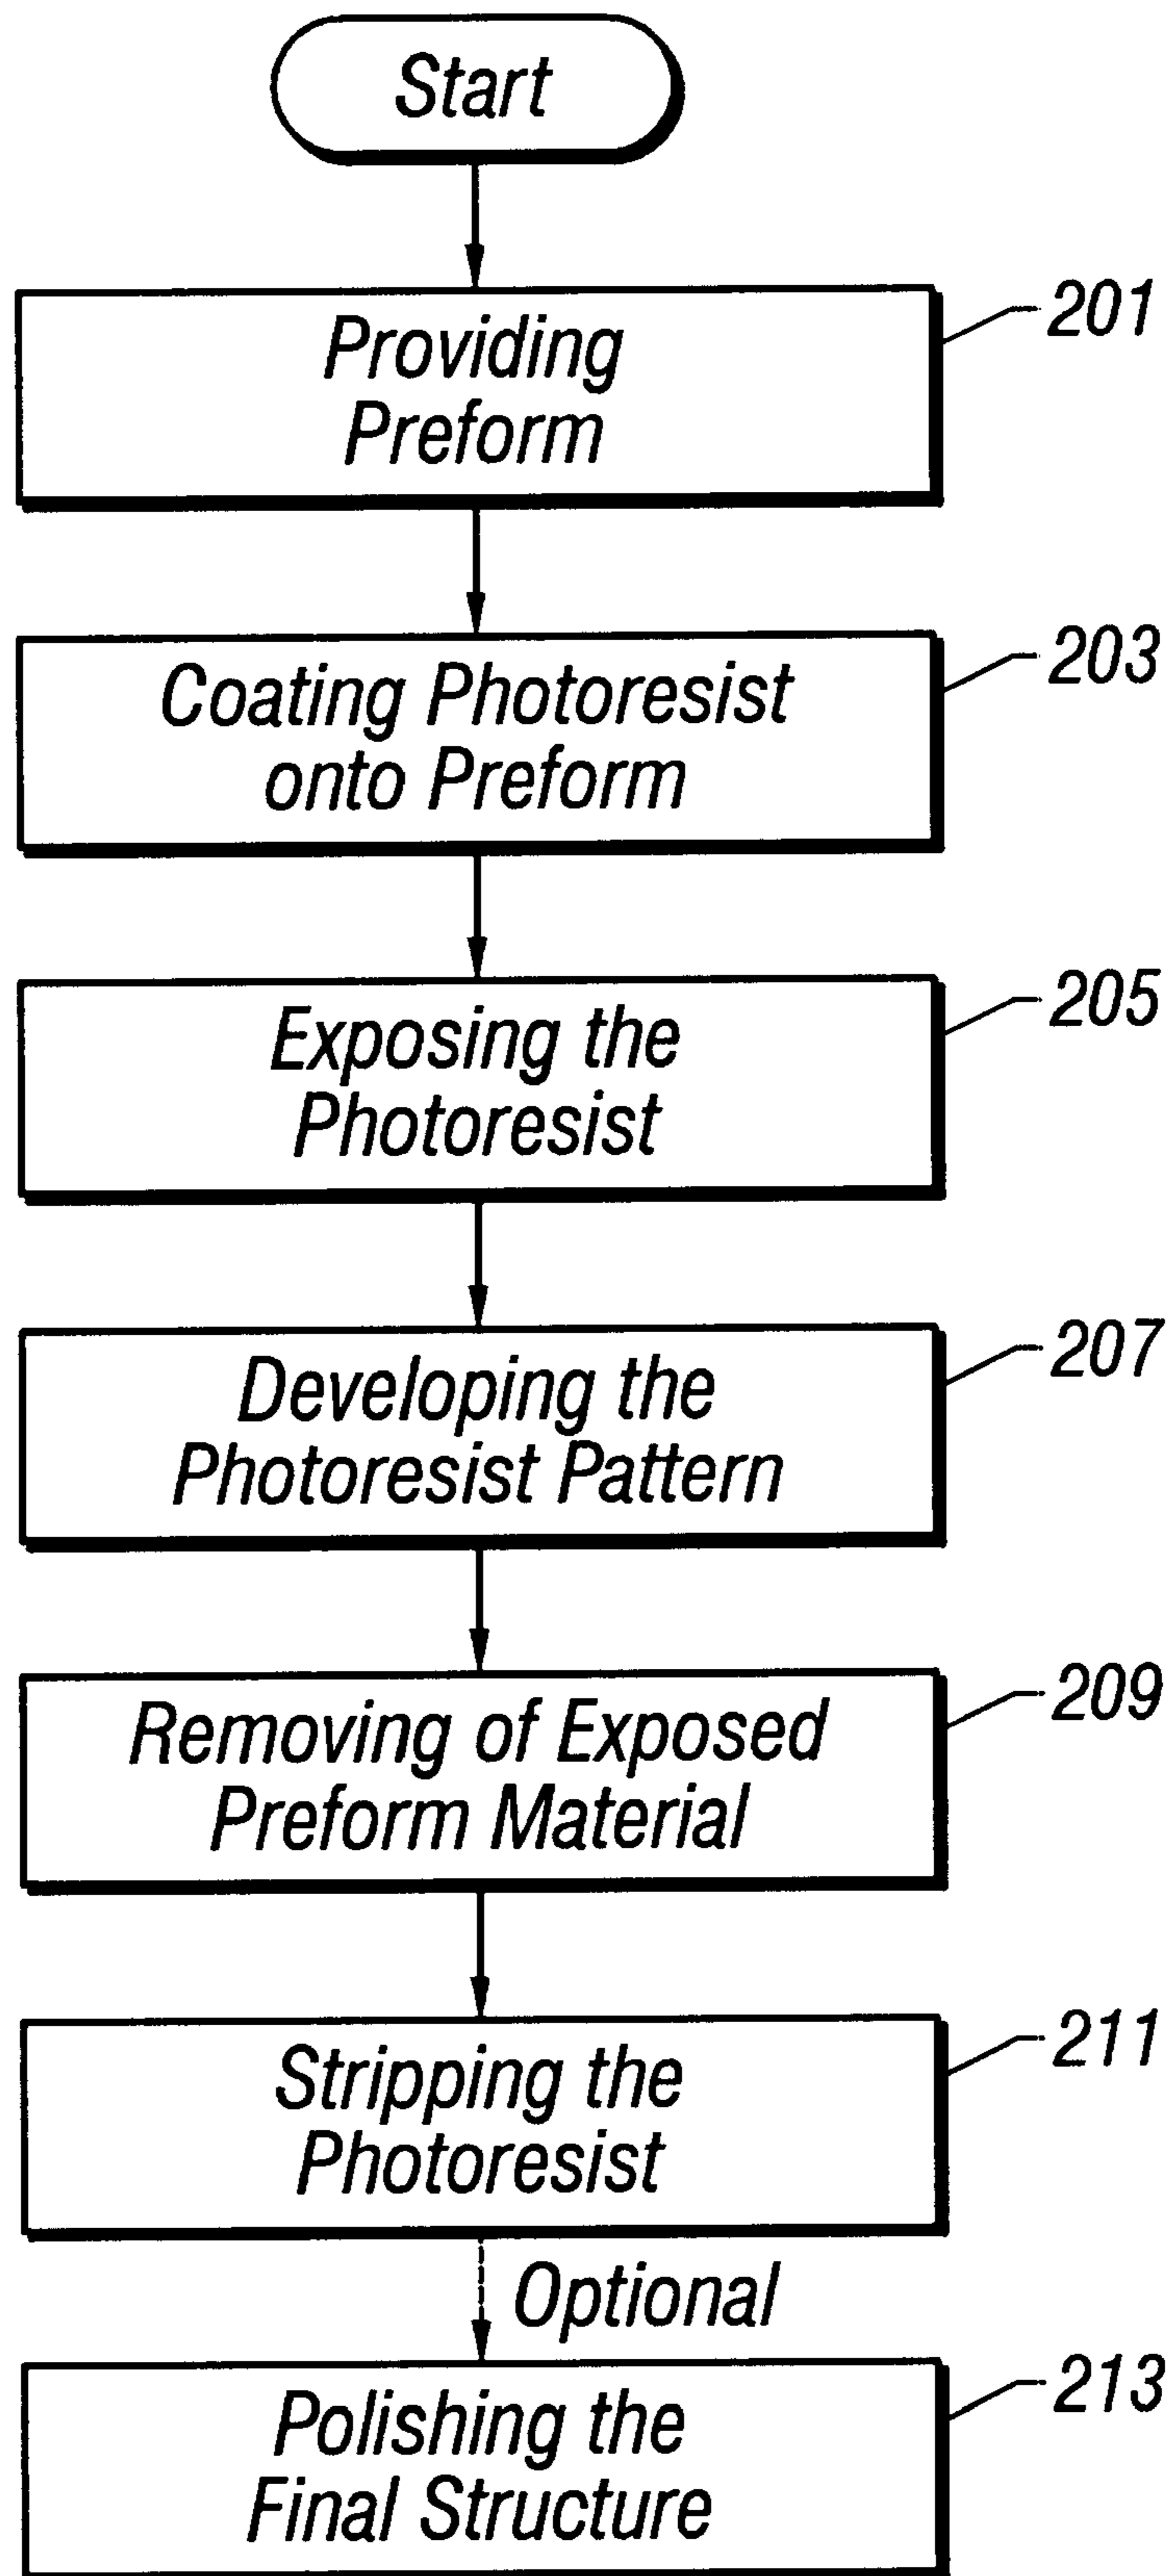 Start
Providing
Preform
201
Coating Photoresist
onto Preform
203
Exposing the
Photoresist
205
Developing the
Photoresist Pattern
207
Removing of Exposed
Preform Material
209
Stripping the
Photoresist
211
Optional
Polishing the
Final Structure
213